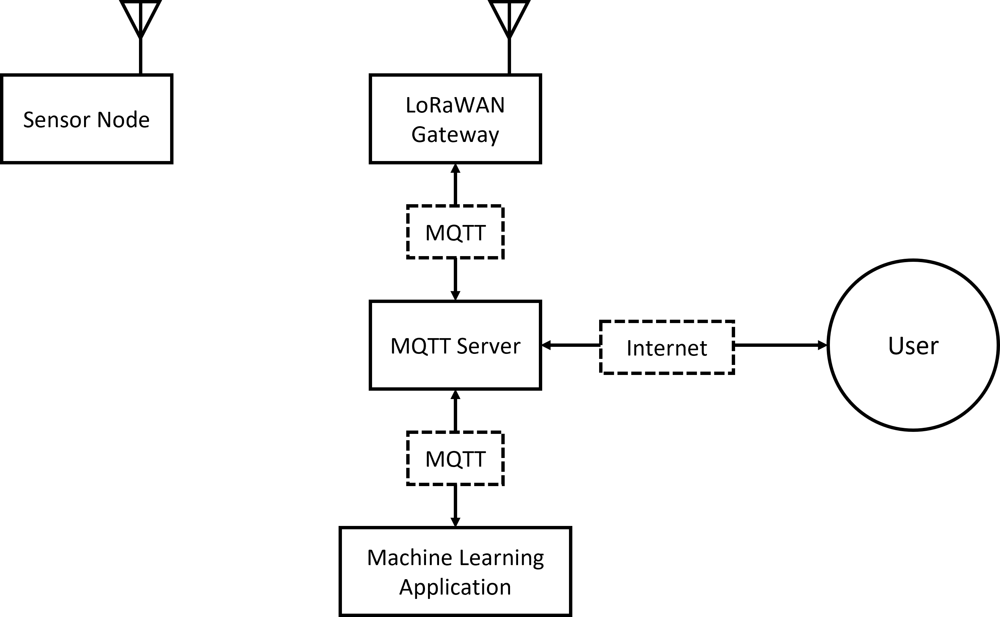 Sensor Node
LoRaWAN
Gateway
MQTT
MQTT Server
Internet
User
MQTT
Machine Learning
Application